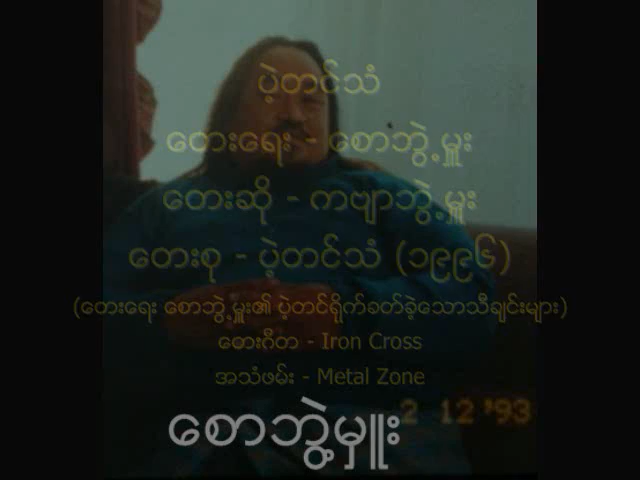 ပဲ့တင်သံ
တေးရေး - စောဘွဲ့မှူး
တေးဆို - ကဗျာဘွဲ့မှူး
တေးစု - ပဲ့တင်သံ (၁၉၉၆)
(တေးရေး စောဘွဲ့မှူး၏ ပဲ့တင်ရိုက်ခတ်ခဲ့သောသီချင်းများ)
တေးဂီတ - Iron Cross
အသံဖမ်း - Metal Zone
2 12 '93
စောဘွဲ့မှူး